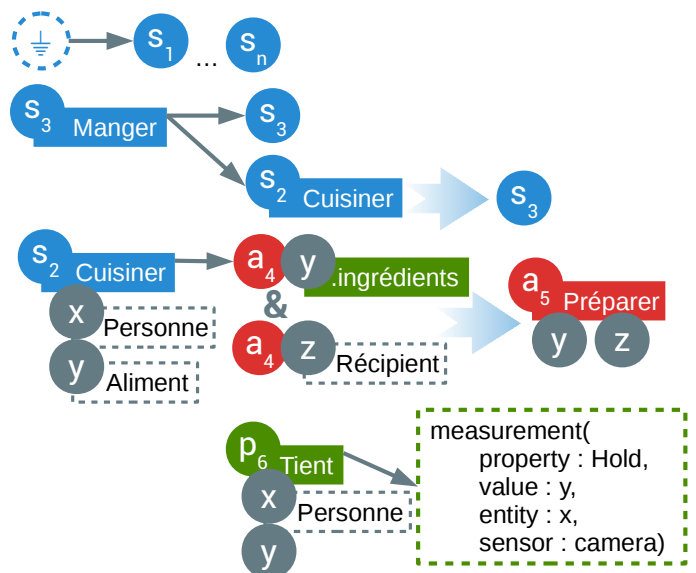 s1 ... sn
s3 Manger s3
s2 Cuisiner s3
s2 Cuisiner a4 y .ingrédients
x Personne & a5 Préparer
y Aliment a4 z Récipient y z
p6 Tient
x Personne
y
measurement(
property : Hold,
value : y,
entity : x,
sensor : camera)